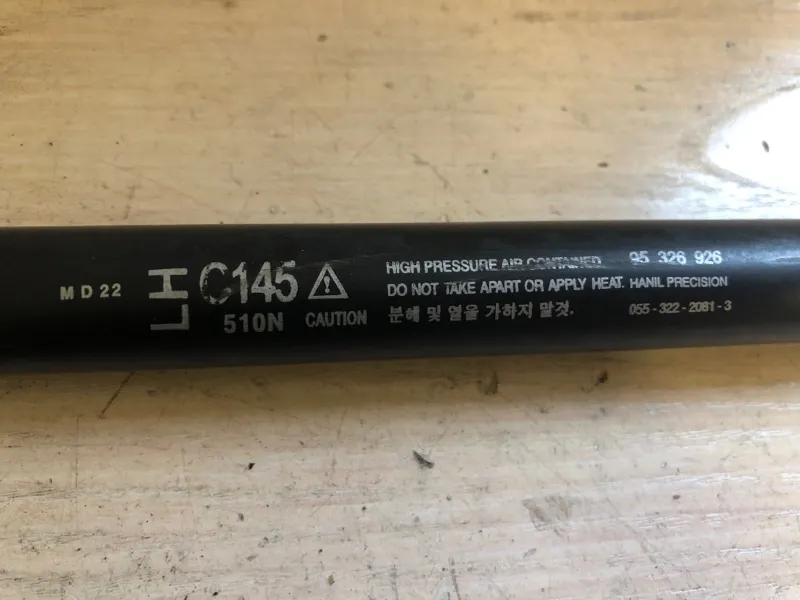 MD22
LH
C145
510N
CAUTION
HIGH PRESSURE AIR CONTAINED.
DO NOT TAKE APART OR APPLY HEAT.
분해 및 열을 가하지 말것.
95 326 926
HANIL PRECISION
055-322-2081-3